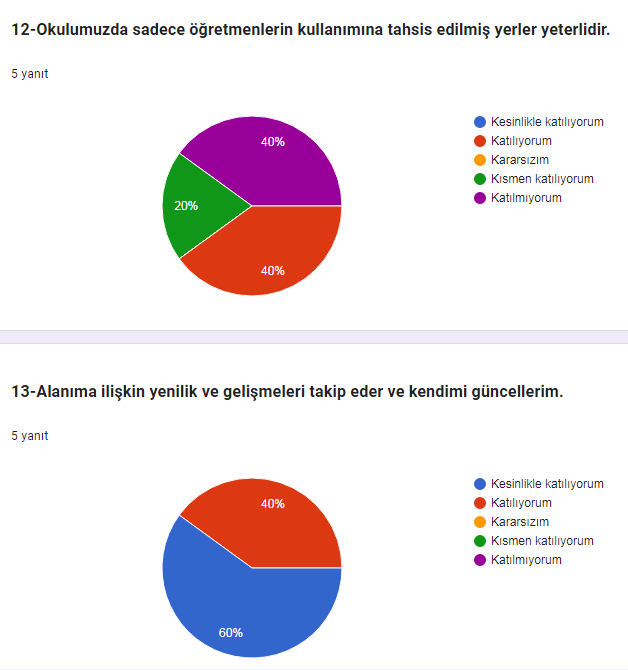 12-Okulumuzda sadece öğretmenlerin kullanımına tahsis edilmiş yerler yeterlidir.
5 yanıt
40%
20%
40%
Kesinlikle katılıyorum
Katılıyorum
Kararsızım
Kısmen katılıyorum
Katılmıyorum
13-Alanıma ilişkin yenilik ve gelişmeleri takip eder ve kendimi güncellerim.
5 yanıt
40%
60%
Kesinlikle katılıyorum
Katılıyorum
Kararsızım
Kısmen katılıyorum
Katılmıyorum